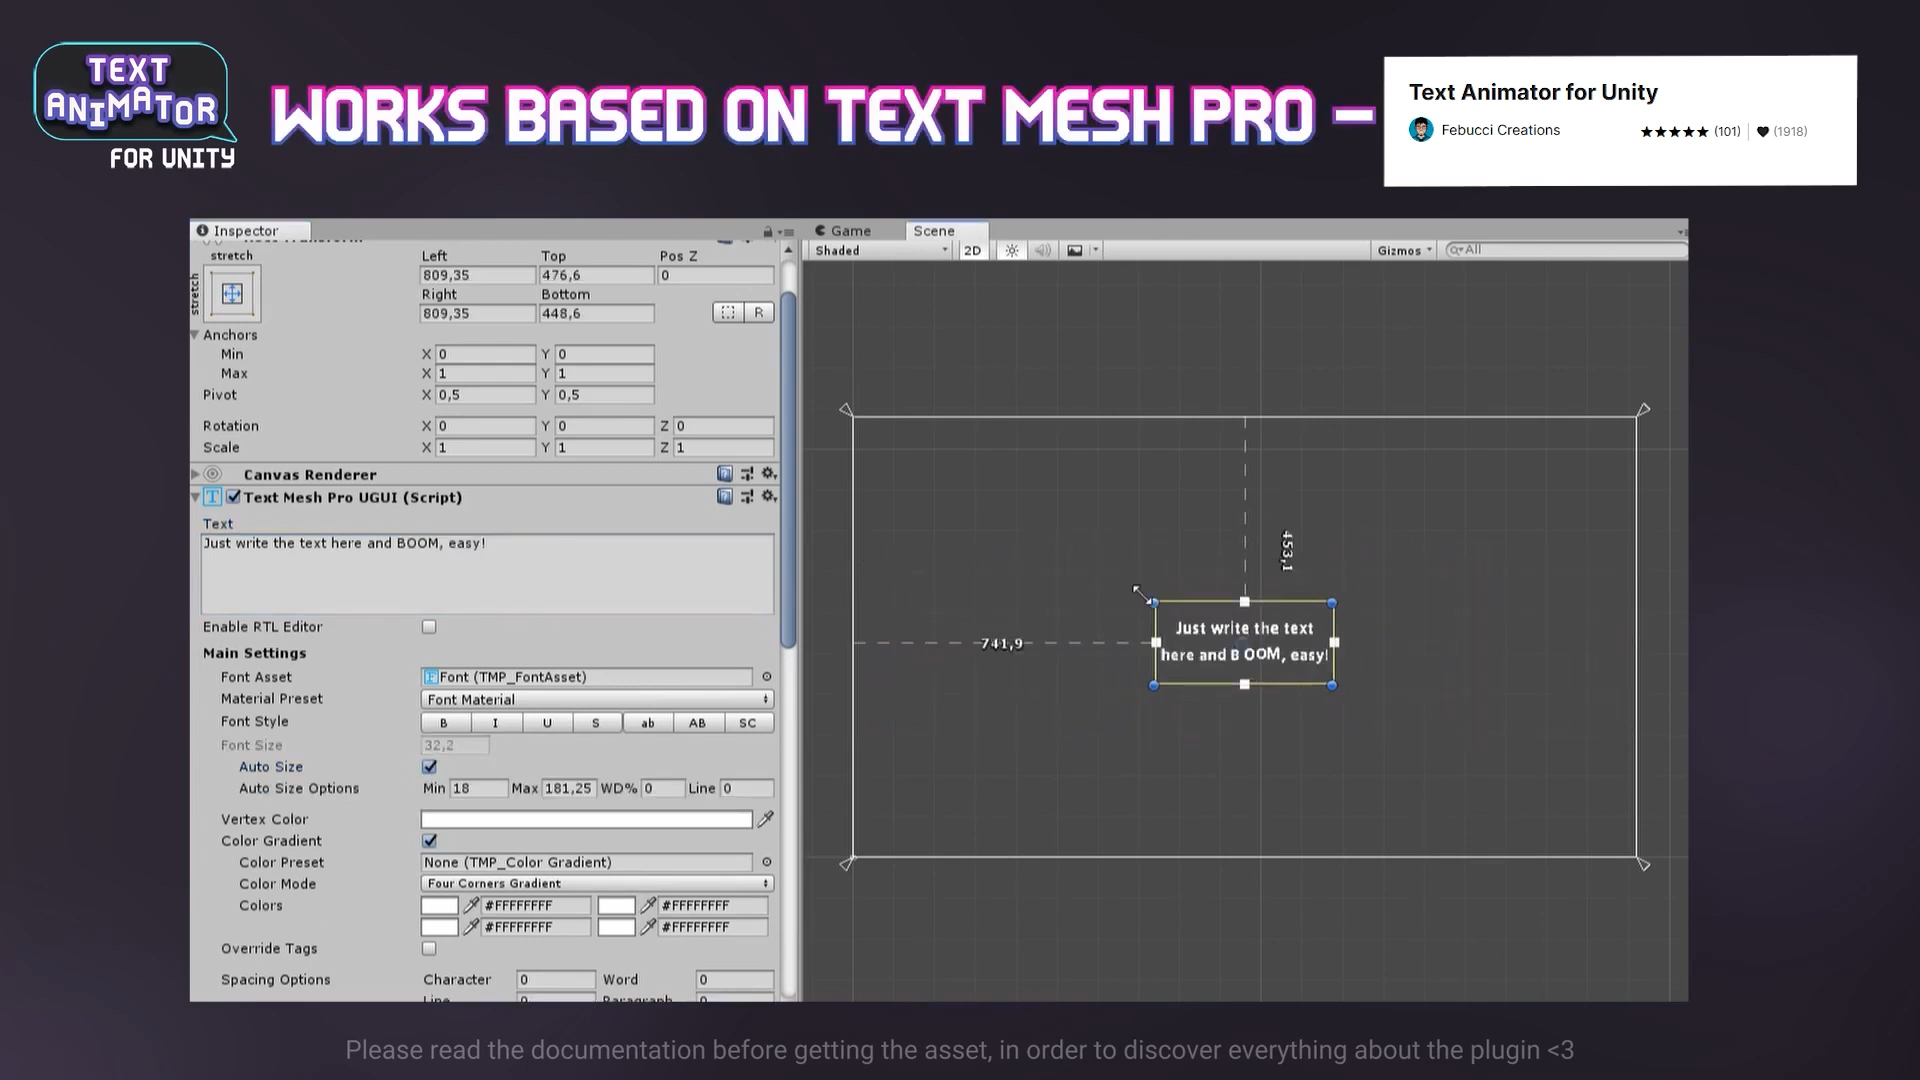 TEXT
ANIMATOR
FOR UNITY
WORKS BASED ON TEXT MESH PRO –
Text Animator for Unity
Febucci Creations
★★★★★ (101) | ♥ (1918)
Inspector
stretch
stretch
Left Top Pos Z
809,35 476,6 0
Right Bottom
809,35 448,6 R
Anchors
Min X 0 Y 0
Max X 1 Y 1
Pivot X 0,5 Y 0,5
Rotation X 0 Y 0 Z 0
Scale X 1 Y 1 Z 1
Canvas Renderer
Text Mesh Pro UGUI (Script)
Text
Just write the text here and BOOM, easy!
Enable RTL Editor
Main Settings
Font Asset Font (TMP_FontAsset)
Material Preset Font Material
Font Style B I U S ab AB SC
Font Size 32,2
Auto Size
Auto Size Options Min 18 Max 181,25 WD% 0 Line 0
Vertex Color
Color Gradient
Color Preset None (TMP_Color Gradient)
Color Mode Four Corners Gradient
Colors #FFFFFFFF #FFFFFFFF
#FFFFFFFF #FFFFFFFF
Override Tags
Spacing Options Character 0 Word 0
Line 0 Paragraph 0
Game Scene
Shaded 2D Gizmos All
453,1
741,9
Just write the text
here and BOOM, easy!
Please read the documentation before getting the asset, in order to discover everything about the plugin <3